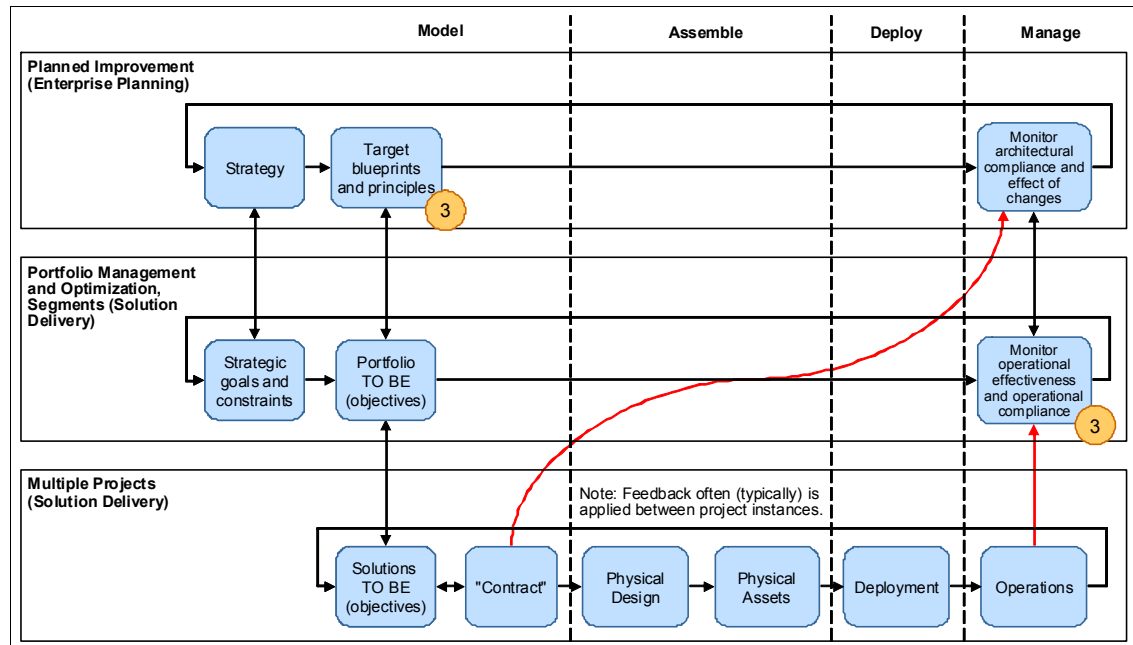 Model
Assemble
Deploy
Manage
Planned Improvement
(Enterprise Planning)
Strategy
Target
blueprints
and principles
3
Monitor
architectural
compliance and
effect of
changes
Portfolio Management
and Optimization,
Segments (Solution
Delivery)
Strategic
goals and
constraints
Portfolio
TO BE
(objectives)
Monitor
operational
effectiveness
and operational
compliance
3
Multiple Projects
(Solution Delivery)
Note: Feedback often (typically) is
applied between project instances.
Solutions
TO BE
(objectives)
"Contract"
Physical
Design
Physical
Assets
Deployment
Operations